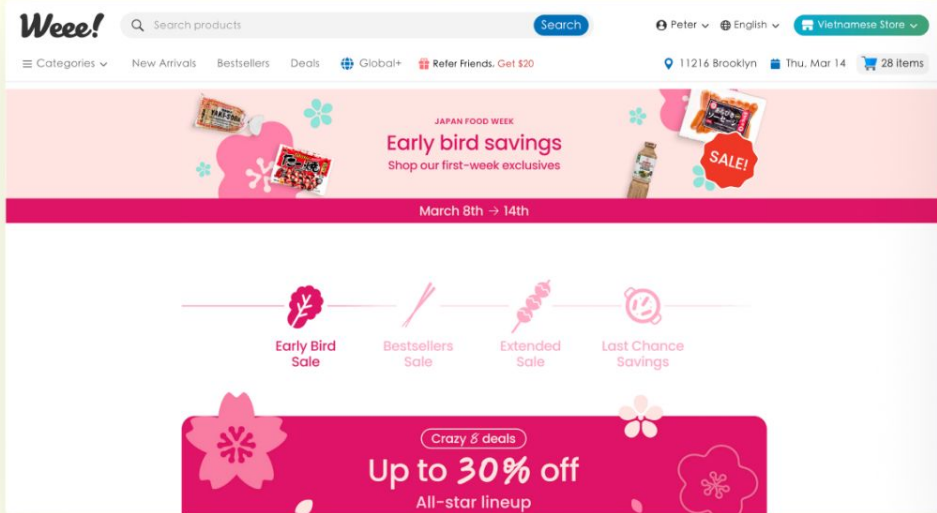 Weee!
Search products
Search
Peter
English
Vietnamese Store
Categories
New Arrivals
Bestsellers
Deals
Global+
Refer Friends, Get $20
11216 Brooklyn
Thu, Mar 14
28 items
JAPAN FOOD WEEK
Early bird savings
Shop our first-week exclusives
SALE!
March 8th → 14th
Early Bird
Sale
Bestsellers
Sale
Extended
Sale
Last Chance
Savings
Crazy 8 deals
Up to 30% off
All-star lineup